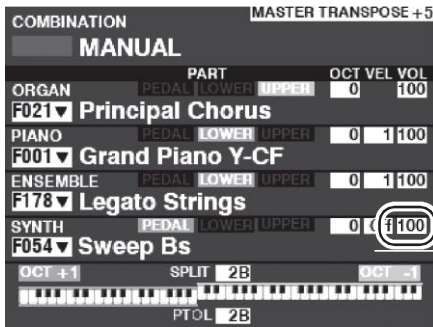 MASTER TRANSPOSE +5
COMBINATION
MANUAL
PART OCT VEL VOL
ORGAN PEDAL LOWER UPPER 0 100
F021▼ Principal Chorus
PIANO PEDAL LOWER UPPER 0 1 100
F001▼ Grand Piano Y-CF
ENSEMBLE PEDAL LOWER UPPER 0 1 100
F178▼ Legato Strings
SYNTH PEDAL LOWER UPPER 0 100
F054▼ Sweep Bs
OCT +1 SPLIT 2B OCT -1
PTOL 2B